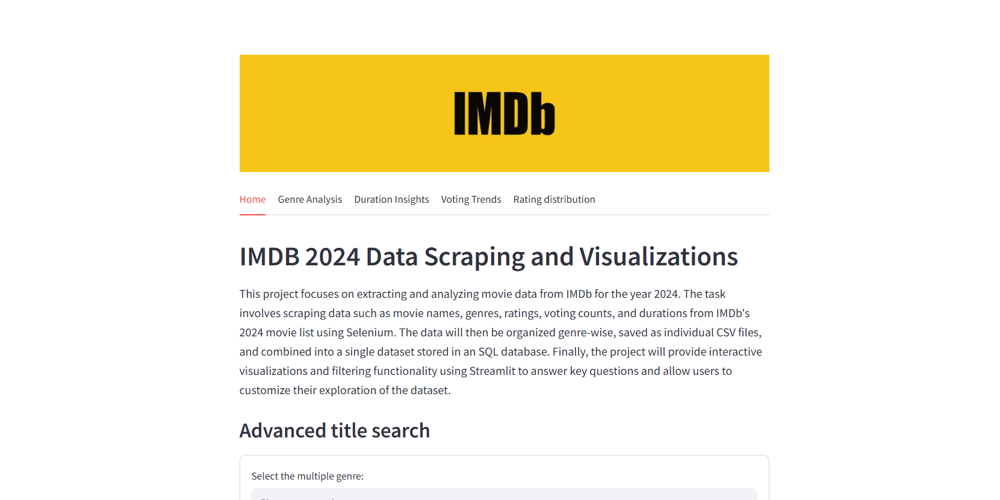 IMDb
Home Genre Analysis Duration Insights Voting Trends Rating distribution
IMDB 2024 Data Scraping and Visualizations
This project focuses on extracting and analyzing movie data from IMDb for the year 2024. The task
involves scraping data such as movie names, genres, ratings, voting counts, and durations from IMDb's
2024 movie list using Selenium. The data will then be organized genre-wise, saved as individual CSV files,
and combined into a single dataset stored in an SQL database. Finally, the project will provide interactive
visualizations and filtering functionality using Streamlit to answer key questions and allow users to
customize their exploration of the dataset.
Advanced title search
Select the multiple genre: